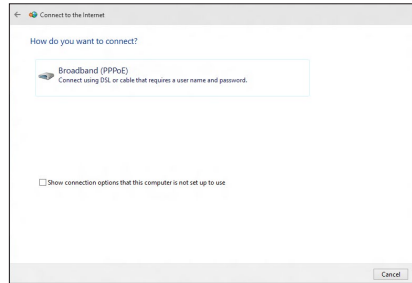 Connect to the Internet
How do you want to connect?
Broadband (PPPoE)
Connect using DSL or cable that requires a user name and password.
Show connection options that this computer is not set up to use
Cancel